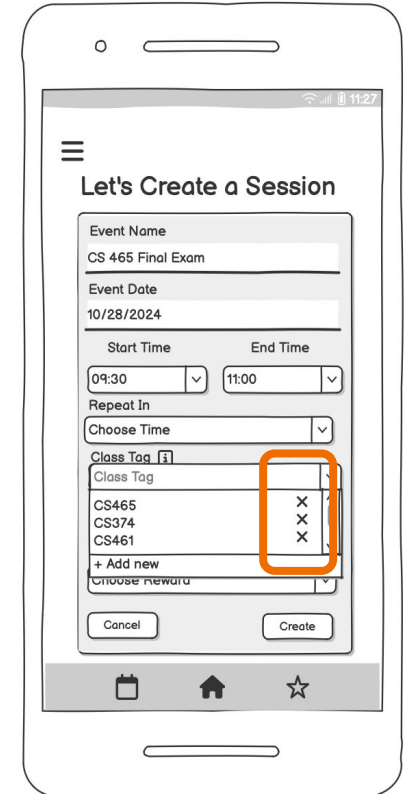 11:27
Let's Create a Session
Event Name
CS 465 Final Exam
Event Date
10/28/2024
Start Time End Time
09:30 11:00
Repeat In
Choose Time
Class Tag i
Class Tag
CS465 X
CS374 X
CS461 X
+ Add new
Choose Reward
Cancel Create